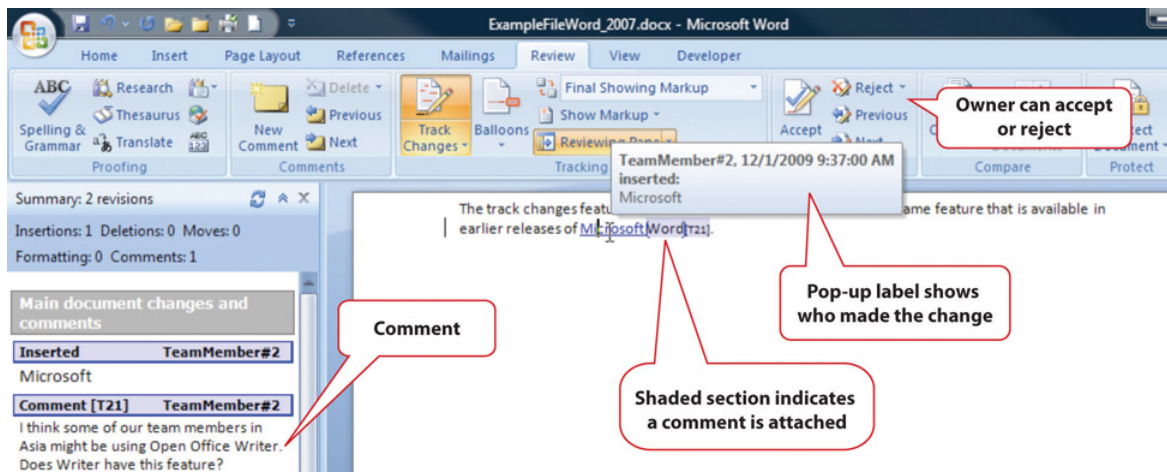 ExampleFileWord_2007.docx - Microsoft Word
Home Insert Page Layout References Mailings Review View Developer
ABC
Spelling & Grammar
Research
Thesaurus
Translate
ABC
123
Proofing
New Comment
Delete
Previous
Next
Comments
Track Changes
Balloons
Final Showing Markup
Show Markup
Reviewing Pane
Tracking
Accept
Reject
Previous
Next
Compare
Protect
Owner can accept
or reject
TeamMember#2, 12/1/2009 9:37:00 AM
inserted:
Microsoft
Summary: 2 revisions
Insertions: 1 Deletions: 0 Moves: 0
Formatting: 0 Comments: 1
Main document changes and
comments
Inserted TeamMember#2
Microsoft
Comment [T21] TeamMember#2
I think some of our team members in
Asia might be using Open Office Writer.
Does Writer have this feature?
The track changes feature that is available in
earlier releases of Microsoft Word[T21].
Comment
Pop-up label shows
who made the change
Shaded section indicates
a comment is attached